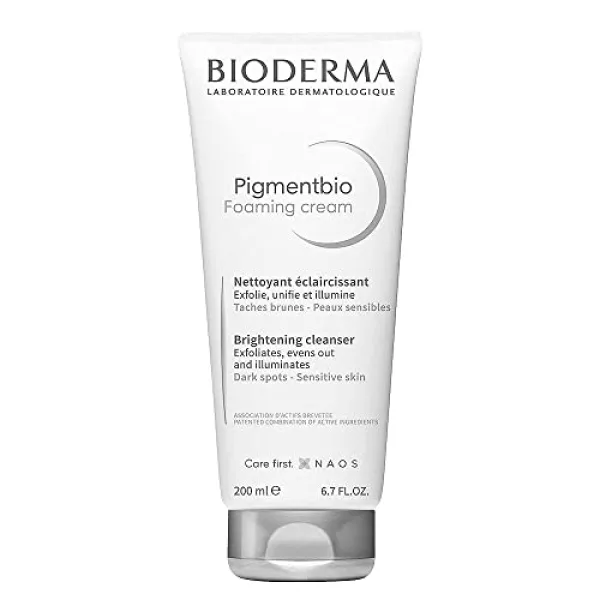 BIODERMA
LABORATOIRE DERMATOLOGIQUE
Pigmentbio
Foaming cream
Nettoyant éclaircissant
Exfolie, unifie et illumine
Taches brunes - Peaux sensibles
Brightening cleanser
Exfoliates, evens out
and illuminates
Dark spots - Sensitive skin
ASSOCIATION D'ACTIFS BREVETÉE
PATENTED COMBINATION OF ACTIVE INGREDIENTS
Care first. NAOS
200 ml ℮ 6.7 FL.OZ.